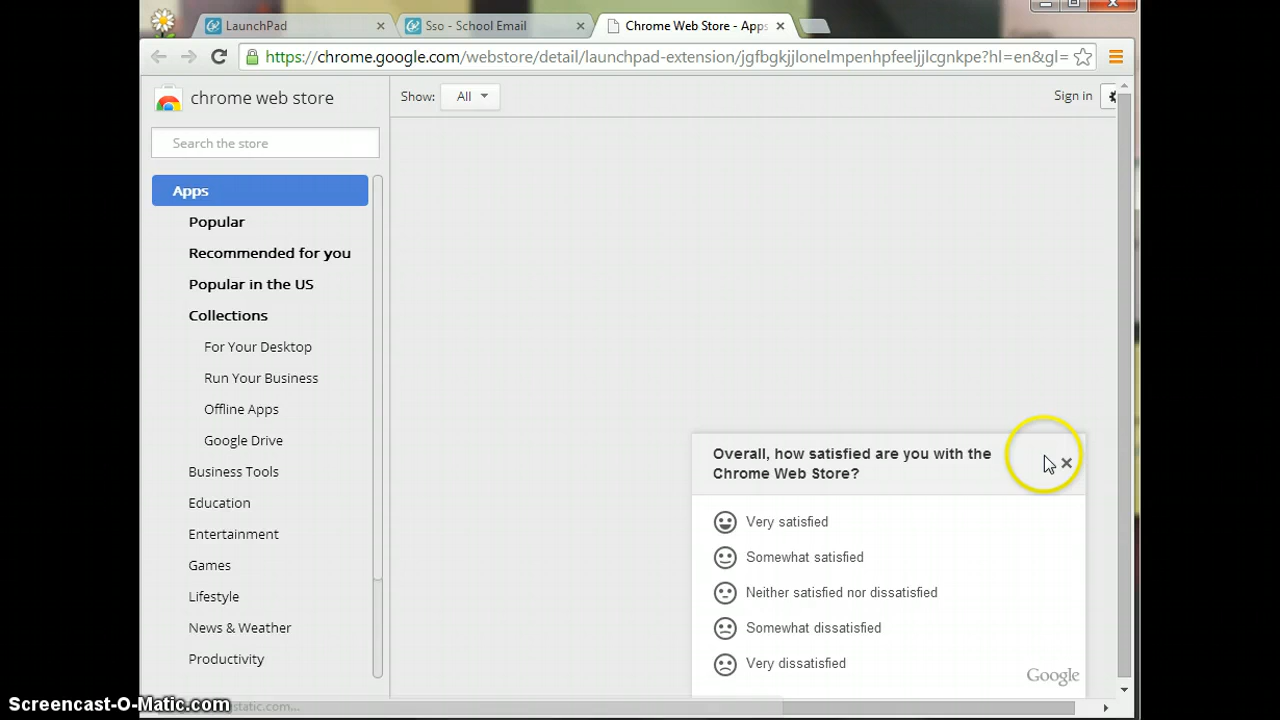 LaunchPad
Sso - School Email
Chrome Web Store - Apps
https://chrome.google.com/webstore/detail/launchpad-extension/jgfbgkjjlonelmpenhpfeeljjlcgnkpe?hl=en&gl=
chrome web store
Show: All
Sign in
Search the store
Apps
Popular
Recommended for you
Popular in the US
Collections
For Your Desktop
Run Your Business
Offline Apps
Google Drive
Business Tools
Education
Entertainment
Games
Lifestyle
News & Weather
Productivity
Overall, how satisfied are you with the
Chrome Web Store?
Very satisfied
Somewhat satisfied
Neither satisfied nor dissatisfied
Somewhat dissatisfied
Very dissatisfied
Google
Screencast-O-Matic.com